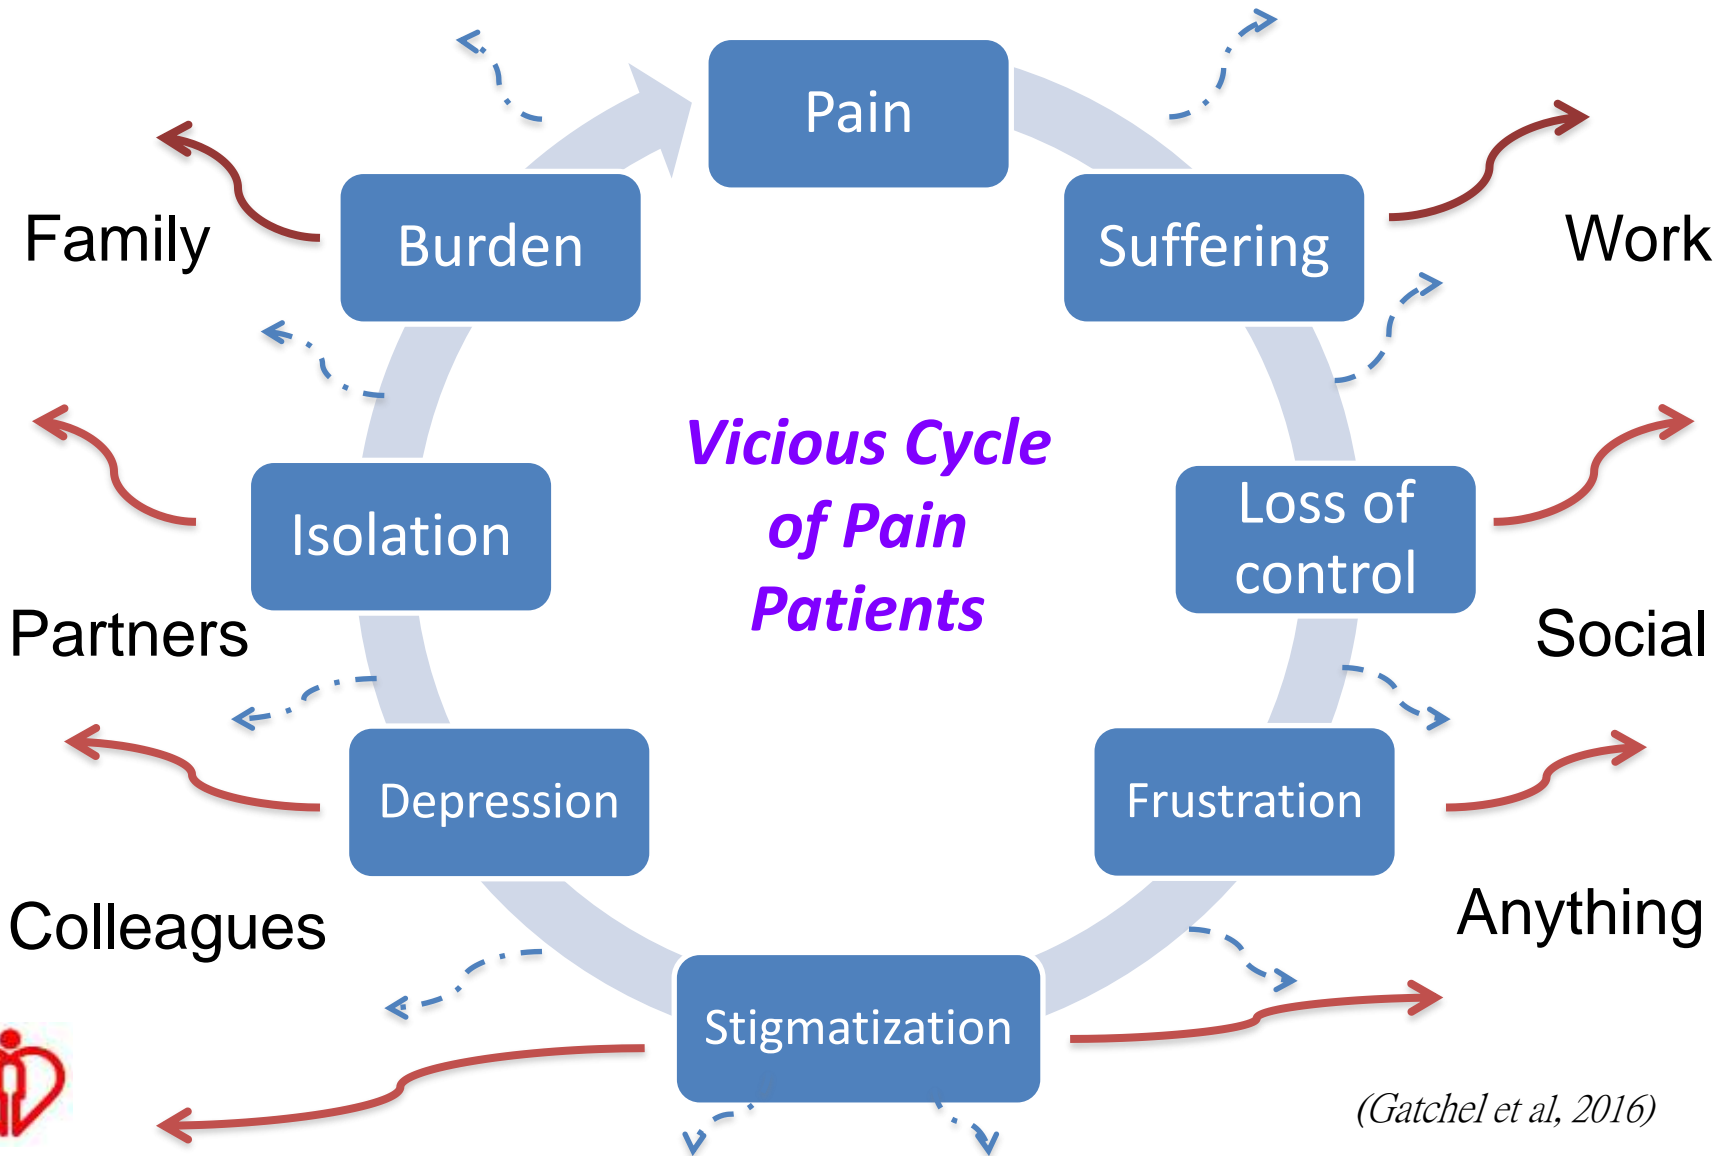 Pain
Suffering
Work
Loss of
control
Social
Frustration
Anything
Stigmatization
Depression
Colleagues
Isolation
Partners
Burden
Family
Vicious Cycle
of Pain
Patients
(Gatchel et al, 2016)